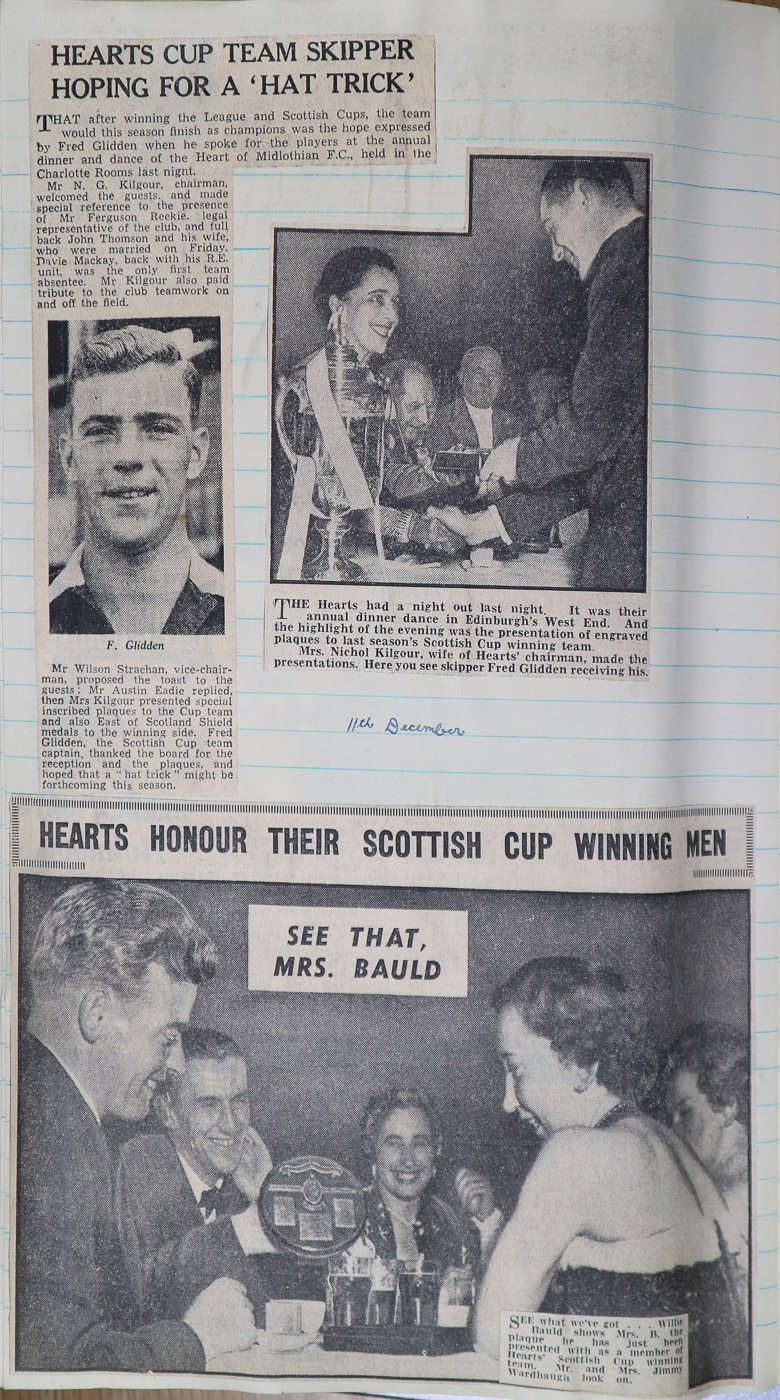 HEARTS CUP TEAM SKIPPER
HOPING FOR A ‘HAT TRICK’
THAT after winning the League and Scottish Cups, the team
would this season finish as champions was the hope expressed
by Fred Glidden when he spoke for the players at the annual
dinner and dance of the Heart of Midlothian F.C., held in the
Charlotte Rooms last night.
Mr N. G. Kilgour, chairman,
welcomed the guests, and made
special reference to the presence
of Mr Ferguson Reekie, legal
representative of the club, and full
back John Thomson and his wife,
who were married on Friday.
Davie Mackay, back with his R.E.
unit, was the only first team
absentee. Mr Kilgour also paid
tribute to the club teamwork on
and off the field.
F. Glidden
Mr Wilson Strachan, vice-chair-
man, proposed the toast to the
guests; Mr Austin Eadie replied,
then Mrs Kilgour presented special
inscribed plaques to the Cup team
and also East of Scotland Shield
medals to the winning side. Fred
Glidden, the Scottish Cup team
captain, thanked the board for the
reception and the plaques, and
hoped that a “ hat trick ” might be
forthcoming this season.
THE Hearts had a night out last night. It was their
annual dinner dance in Edinburgh's West End. And
the highlight of the evening was the presentation of engraved
plaques to last season's Scottish Cup winning team.
Mrs. Nichol Kilgour, wife of Hearts' chairman, made the
presentations. Here you see skipper Fred Glidden receiving his.
11th December
HEARTS HONOUR THEIR SCOTTISH CUP WINNING MEN
SEE THAT,
MRS. BAULD
SEE what we've got . . . Willie
Bauld shows Mrs. B. the
plaque he has just been
presented with as a member of
Hearts' Scottish Cup winning
team. Mr. and Mrs. Jimmy
Wardhaugh look on.